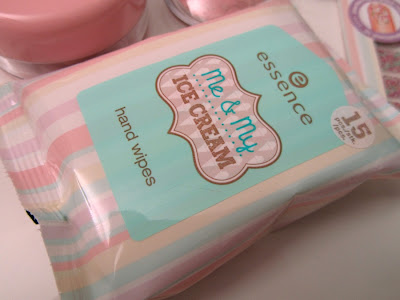 essence
Me & My
ICE CREAM
hand wipes
15